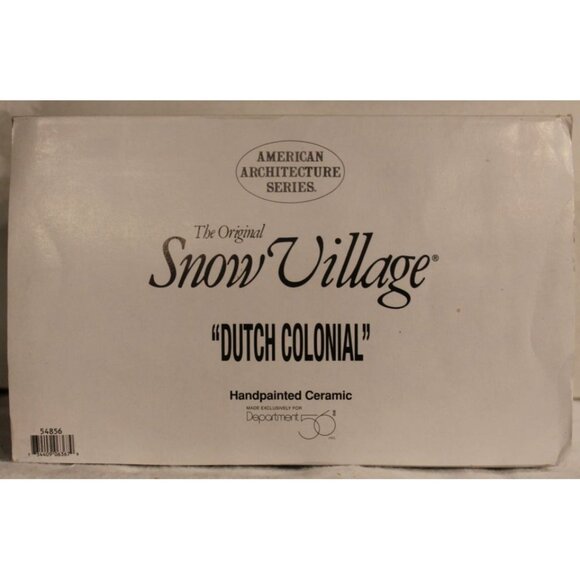 AMERICAN
ARCHITECTURE
SERIES.
The Original
Snow Village®
"DUTCH COLONIAL"
Handpainted Ceramic
MADE EXCLUSIVELY FOR
Department 56
54856